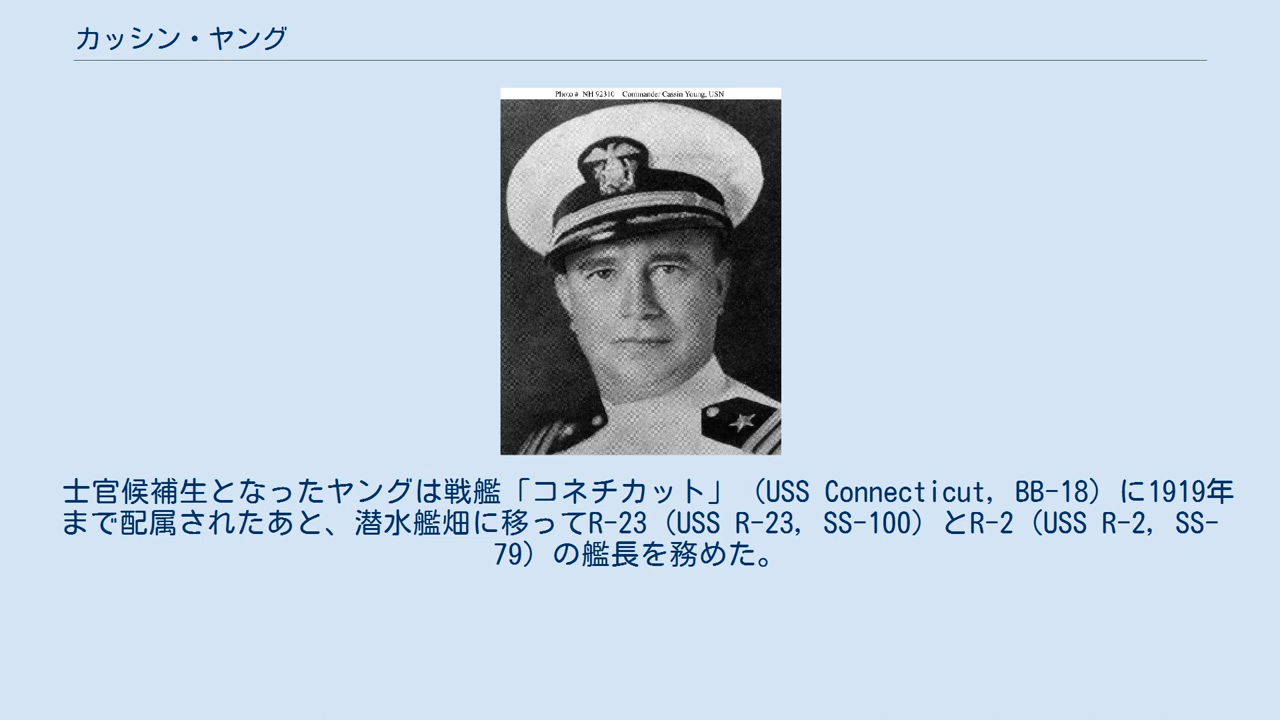 カッシン・ヤング
Photo # NH 92310 Commander Cassin Young, USN
士官候補生となったヤングは戦艦「コネチカット」（USS Connecticut, BB-18）に1919年
まで配属されたあと、潜水艦畑に移ってR-23（USS R-23, SS-100）とR-2（USS R-2, SS-
79）の艦長を務めた。